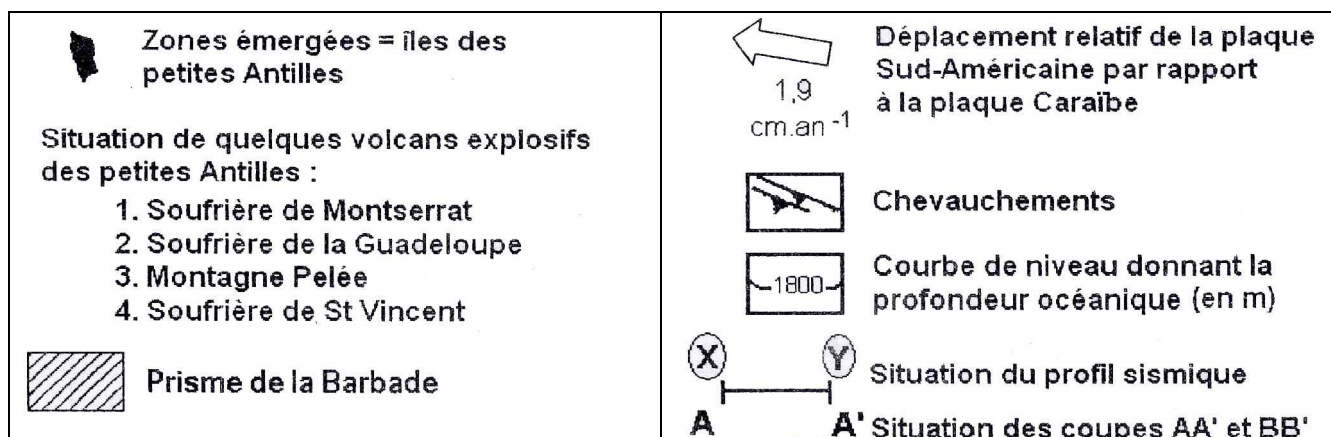 Zones émergées = îles des
petites Antilles
Situation de quelques volcans explosifs
des petites Antilles :
1. Soufrière de Montserrat
2. Soufrière de la Guadeloupe
3. Montagne Pelée
4. Soufrière de St Vincent
Prisme de la Barbade
Déplacement relatif de la plaque
Sud-Américaine par rapport
à la plaque Caraïbe
1,9
cm.an -1
Chevauchements
1800
Courbe de niveau donnant la
profondeur océanique (en m)
X Y
Situation du profil sismique
A A' Situation des coupes AA' et BB'